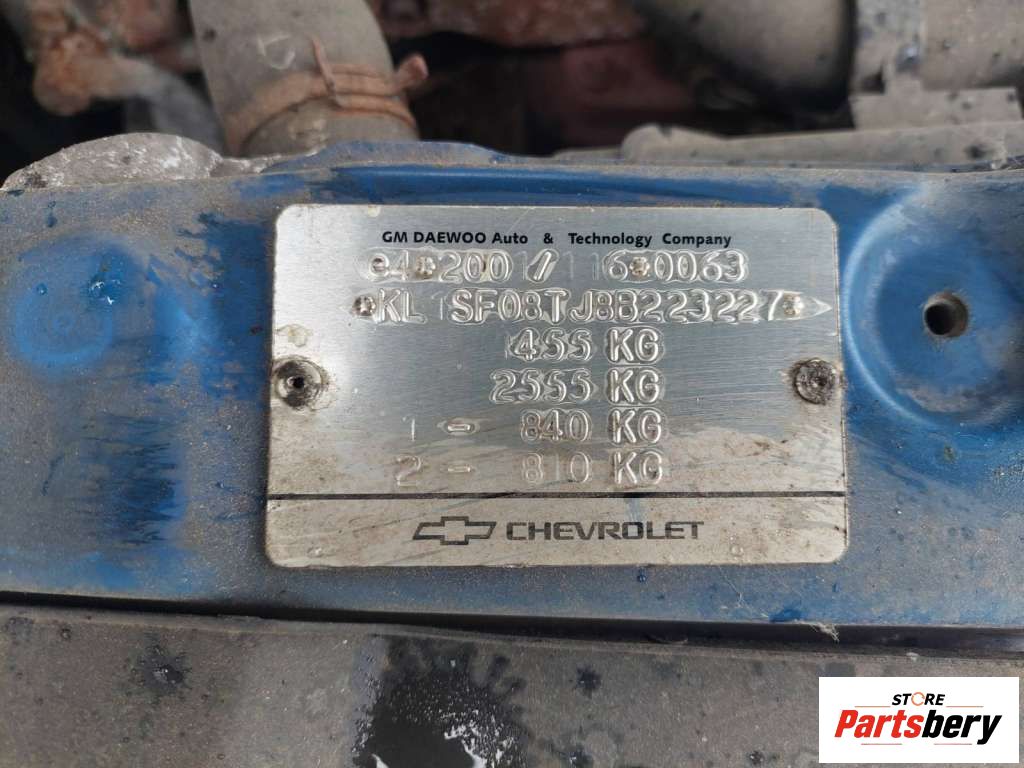 GM DAEWOO Auto & Technology Company
e4*2001/116*0063
*KL1SF08TJ8B223227*
1455 KG
2555 KG
1 - 840 KG
2 - 810 KG
CHEVROLET
STORE
Partsbery